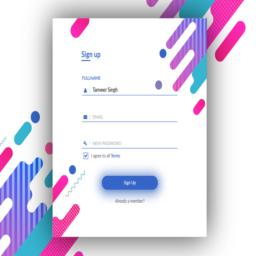 Sign up
FULLNAME
Tanveer Singh
EMAIL
NEW PASSWORD
I agree to all Terms
Sign Up
Already a member?